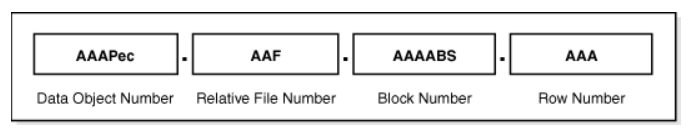 AAAPec . AAF . AAAABS . AAA
Data Object Number Relative File Number Block Number Row Number